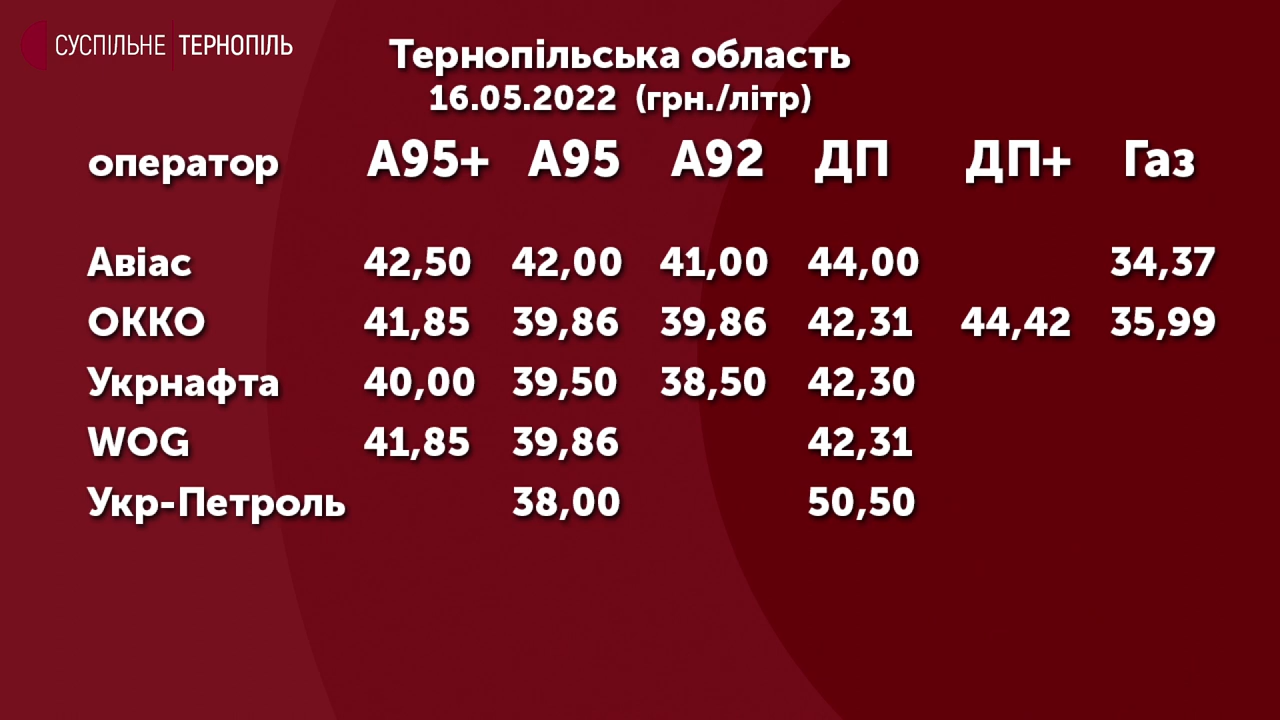 СУСПІЛЬНЕ ТЕРНОПІЛЬ
Тернопільська область
16.05.2022 (грн./літр)
оператор А95+ А95 А92 ДП ДП+ Газ
Авіас 42,50 42,00 41,00 44,00 34,37
ОККО 41,85 39,86 39,86 42,31 44,42 35,99
Укрнафта 40,00 39,50 38,50 42,30
WOG 41,85 39,86 42,31
Укр-Петроль 38,00 50,50